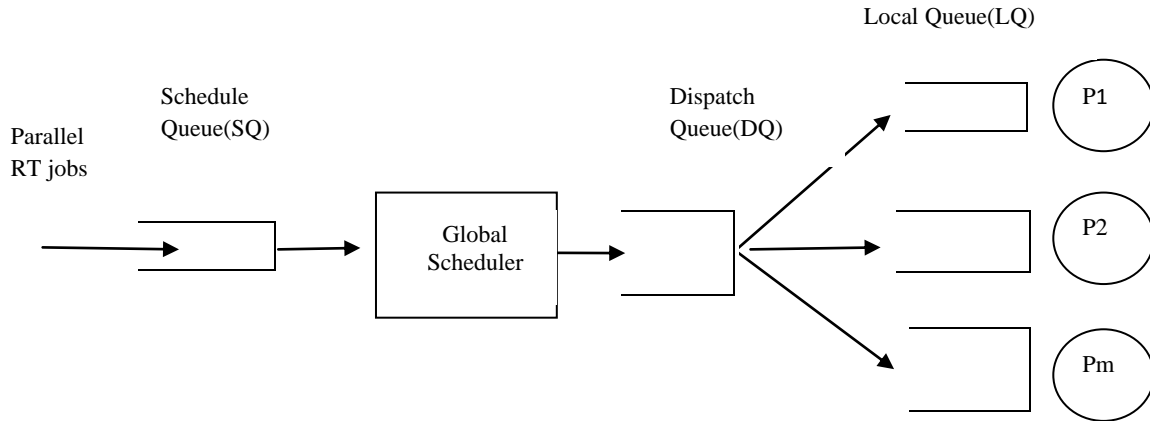 Local Queue(LQ)
Schedule
Queue(SQ)
Dispatch
Queue(DQ)
P1
Parallel
RT jobs
Global
Scheduler
P2
Pm